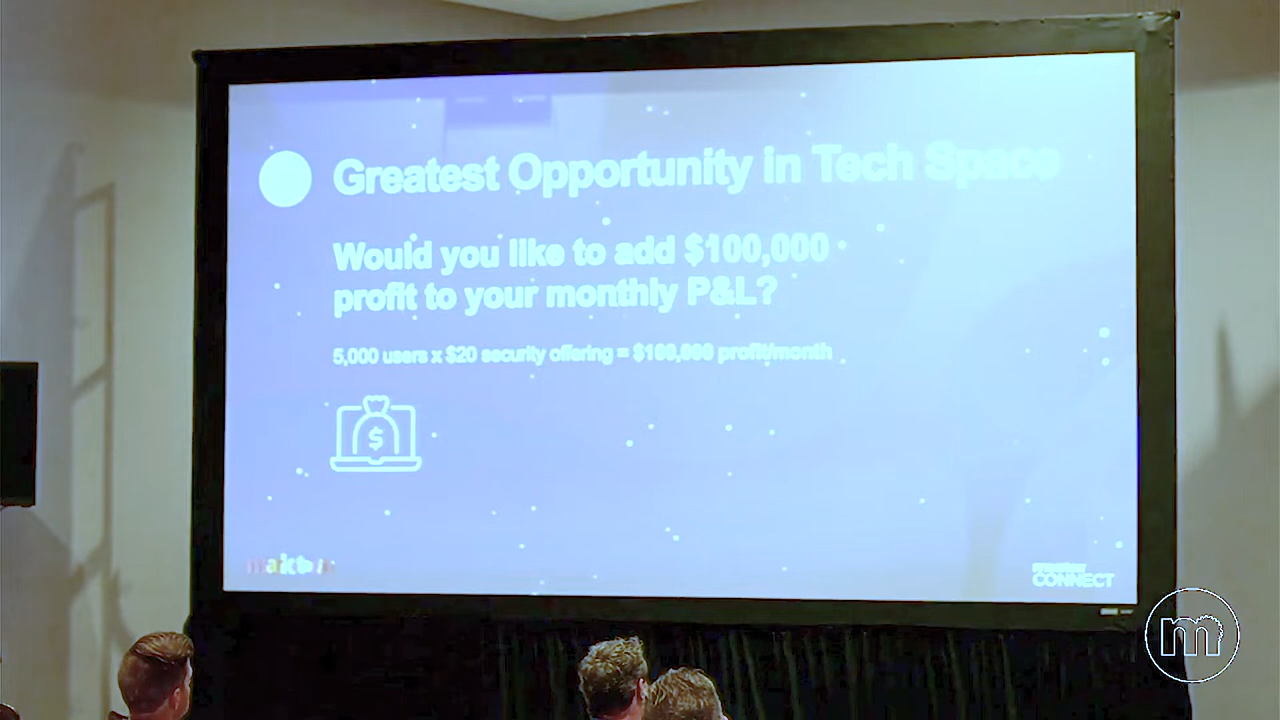 Greatest Opportunity in Tech Space
Would you like to add $100,000
profit to your monthly P&L?
5,000 users x $20 security offering = $100,000 profit/month
$
CONNECT
m